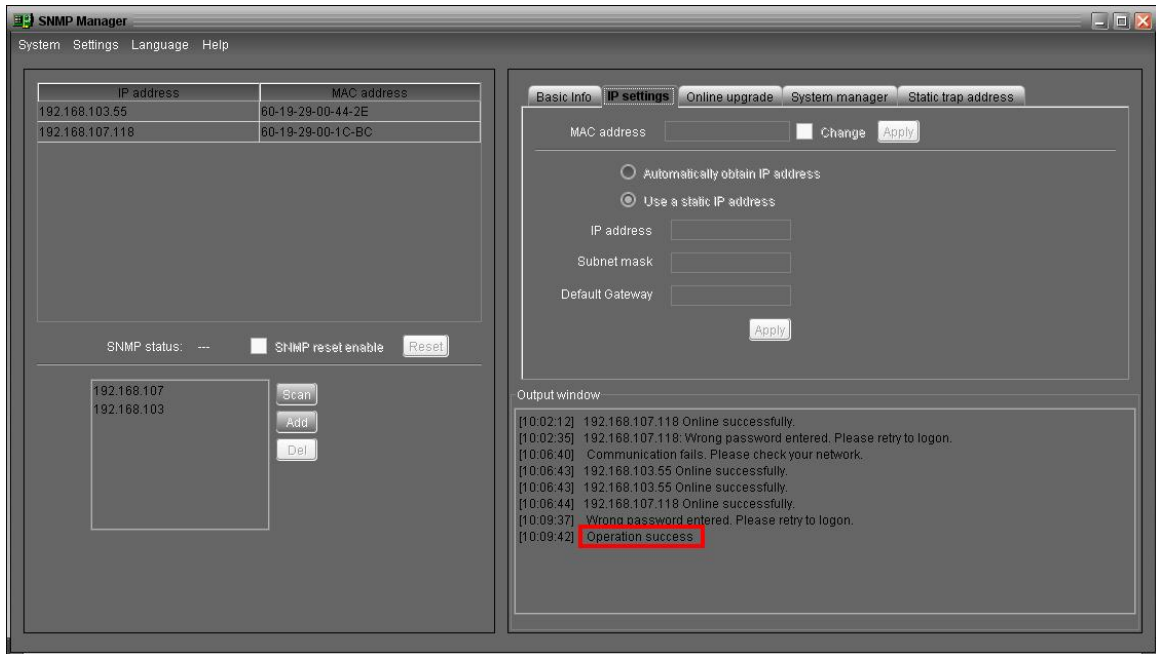 SNMP Manager
System Settings Language Help
IP address MAC address
192.168.103.55 60-19-29-00-44-2E
192.168.107.118 60-19-29-00-1C-BC
SNMP status: --- SNMP reset enable Reset
192.168.107
192.168.103
Scan
Add
Del
Basic Info IP settings Online upgrade System manager Static trap address
MAC address Change Apply
Automatically obtain IP address
Use a static IP address
IP address
Subnet mask
Default Gateway
Apply
Output window
[10:02:12] 192.168.107.118 Online successfully.
[10:02:35] 192.168.107.118: Wrong password entered. Please retry to logon.
[10:06:40] Communication fails. Please check your network.
[10:06:43] 192.168.103.55 Online successfully.
[10:06:43] 192.168.103.55 Online successfully.
[10:06:44] 192.168.107.118 Online successfully.
[10:09:37] Wrong password entered. Please retry to logon.
[10:09:42] Operation success